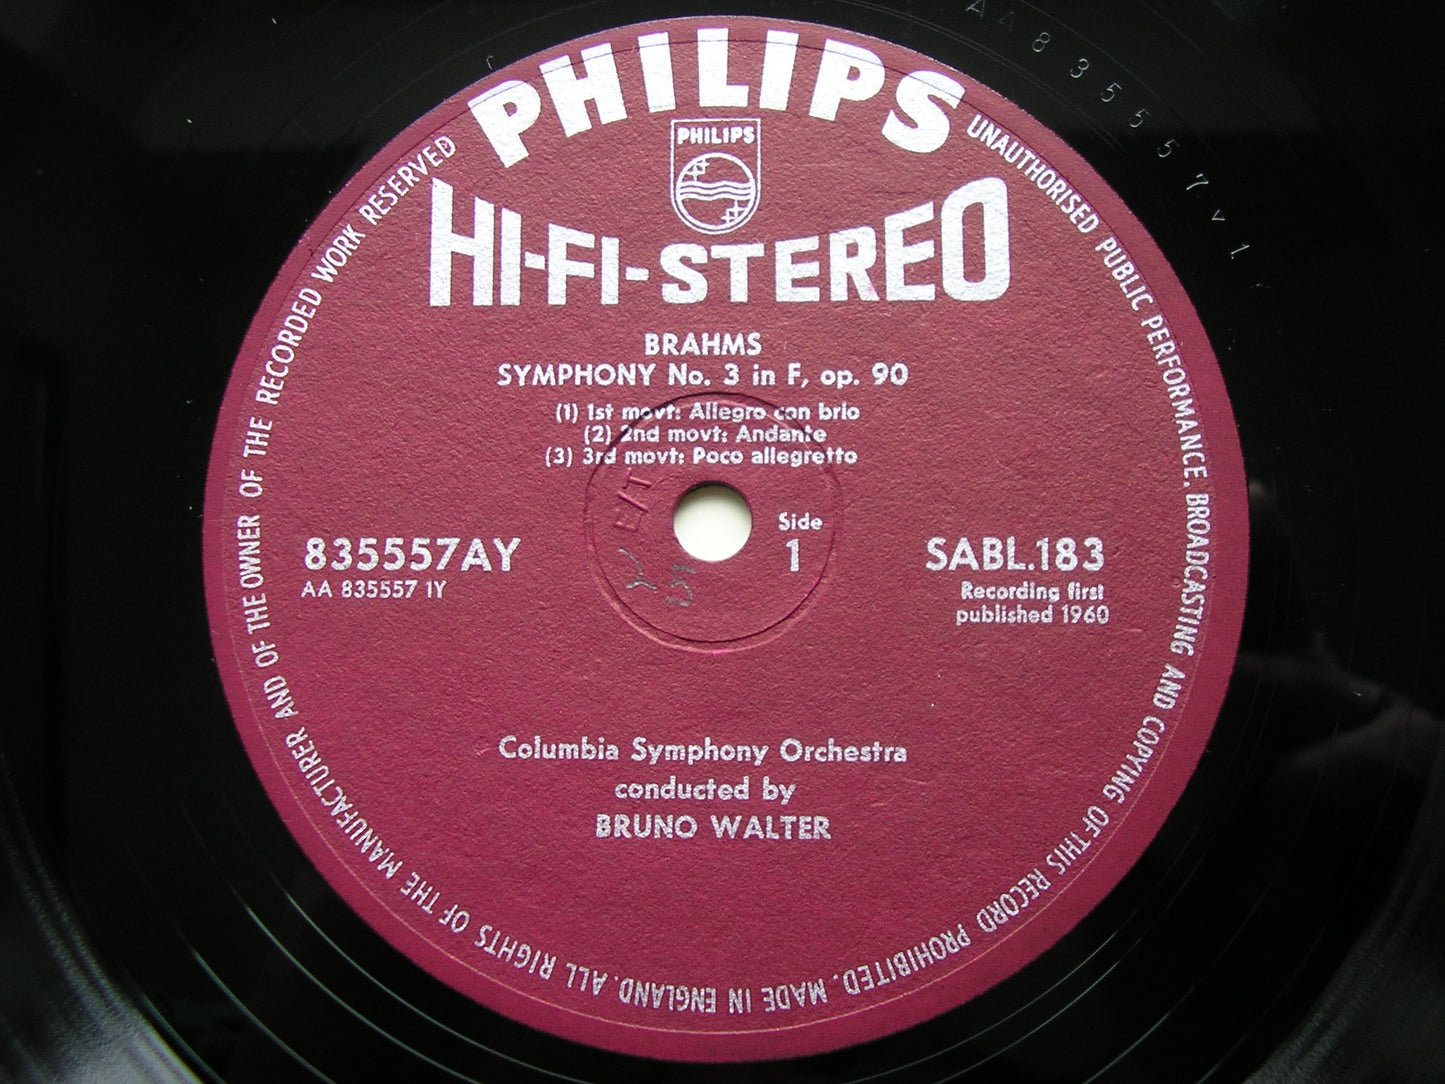 PHILIPS
PHILIPS
HI-FI-STEREO
BRAHMS
SYMPHONY No. 3 in F, op. 90
(1) 1st movt: Allegro con brio
(2) 2nd movt: Andante
(3) 3rd movt: Poco allegretto
E/T
Side
1
835557AY
AA 835557 1Y
SABL.183
Recording first
published 1960
Columbia Symphony Orchestra
conducted by
BRUNO WALTER
ALL RIGHTS OF THE MANUFACTURER AND OF THE OWNER OF THE RECORDED WORK RESERVED
UNAUTHORISED PUBLIC PERFORMANCE, BROADCASTING AND COPYING OF THIS RECORD PROHIBITED. MADE IN ENGLAND.
AA 835557